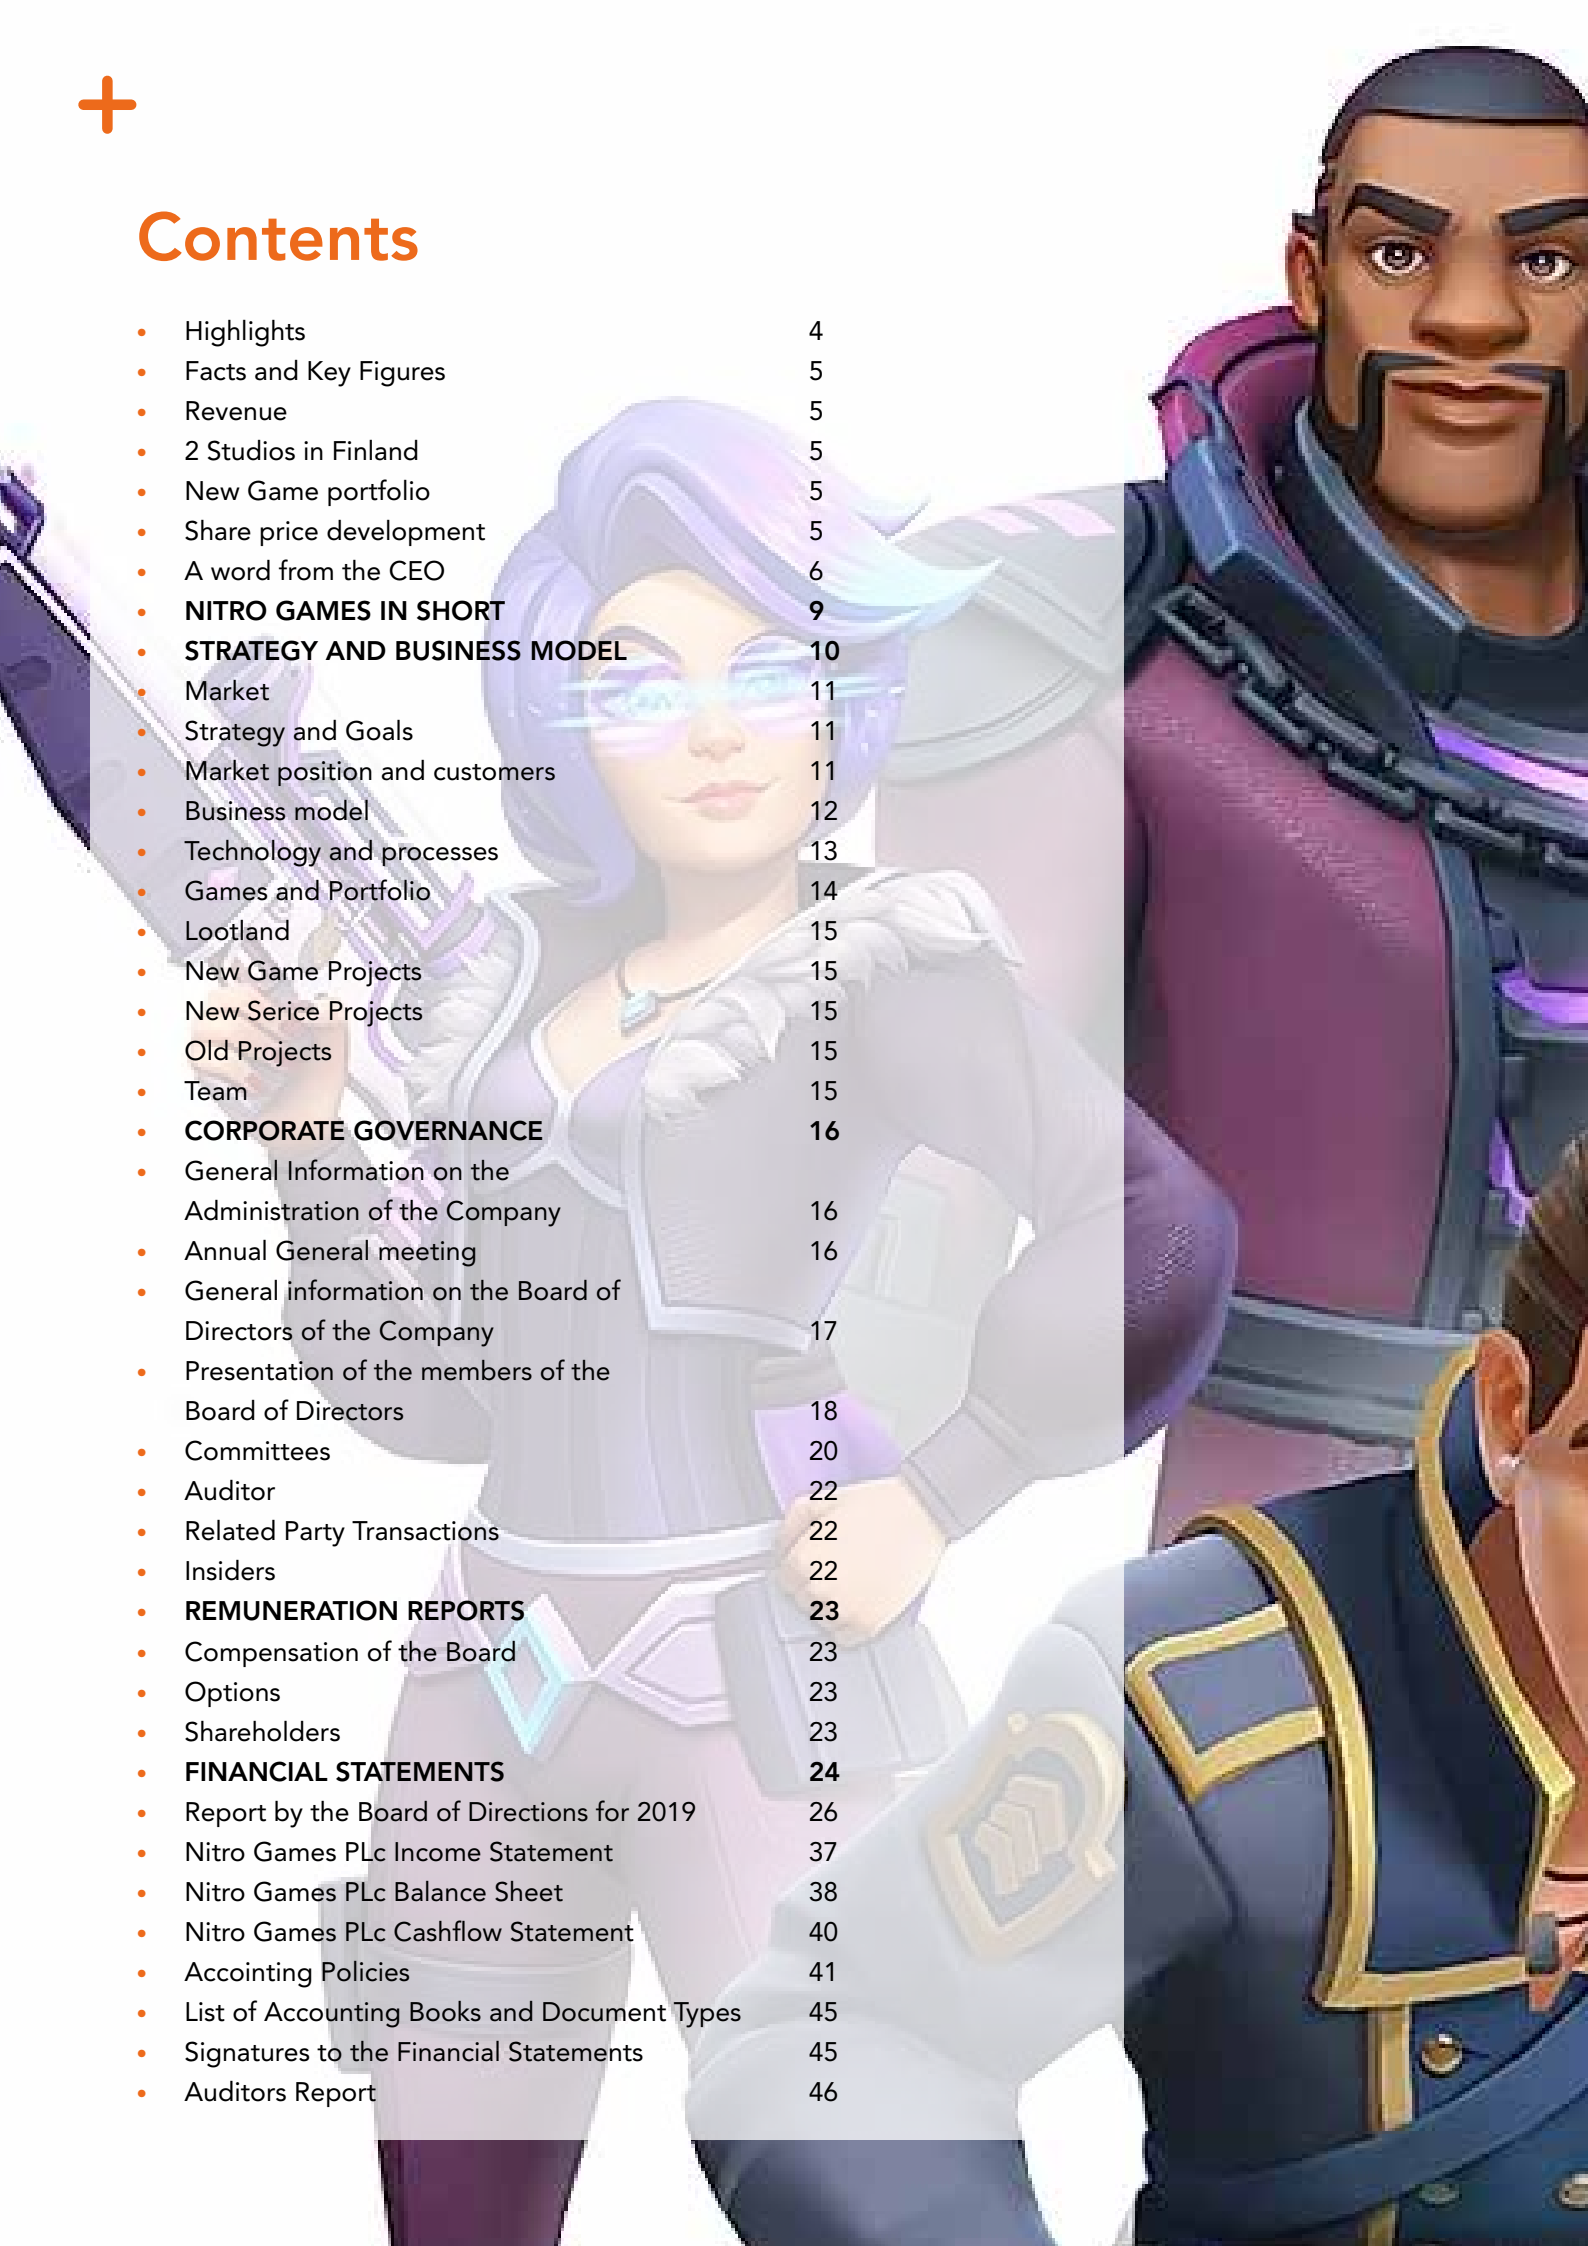 Contents
• Highlights 4
• Facts and Key Figures 5
• Revenue 5
• 2 Studios in Finland 5
• New Game portfolio 5
• Share price development 5
• A word from the CEO 6
• NITRO GAMES IN SHORT 9
• STRATEGY AND BUSINESS MODEL 10
• Market 11
• Strategy and Goals 11
• Market position and customers 11
• Business model 12
• Technology and processes 13
• Games and Portfolio 14
• Lootland 15
• New Game Projects 15
• New Serice Projects 15
• Old Projects 15
• Team 15
• CORPORATE GOVERNANCE 16
• General Information on the
Administration of the Company 16
• Annual General meeting 16
• General information on the Board of
Directors of the Company 17
• Presentation of the members of the
Board of Directors 18
• Committees 20
• Auditor 22
• Related Party Transactions 22
• Insiders 22
• REMUNERATION REPORTS 23
• Compensation of the Board 23
• Options 23
• Shareholders 23
• FINANCIAL STATEMENTS 24
• Report by the Board of Directions for 2019 26
• Nitro Games PLc Income Statement 37
• Nitro Games PLc Balance Sheet 38
• Nitro Games PLc Cashflow Statement 40
• Accointing Policies 41
• List of Accounting Books and Document Types 45
• Signatures to the Financial Statements 45
• Auditors Report 46